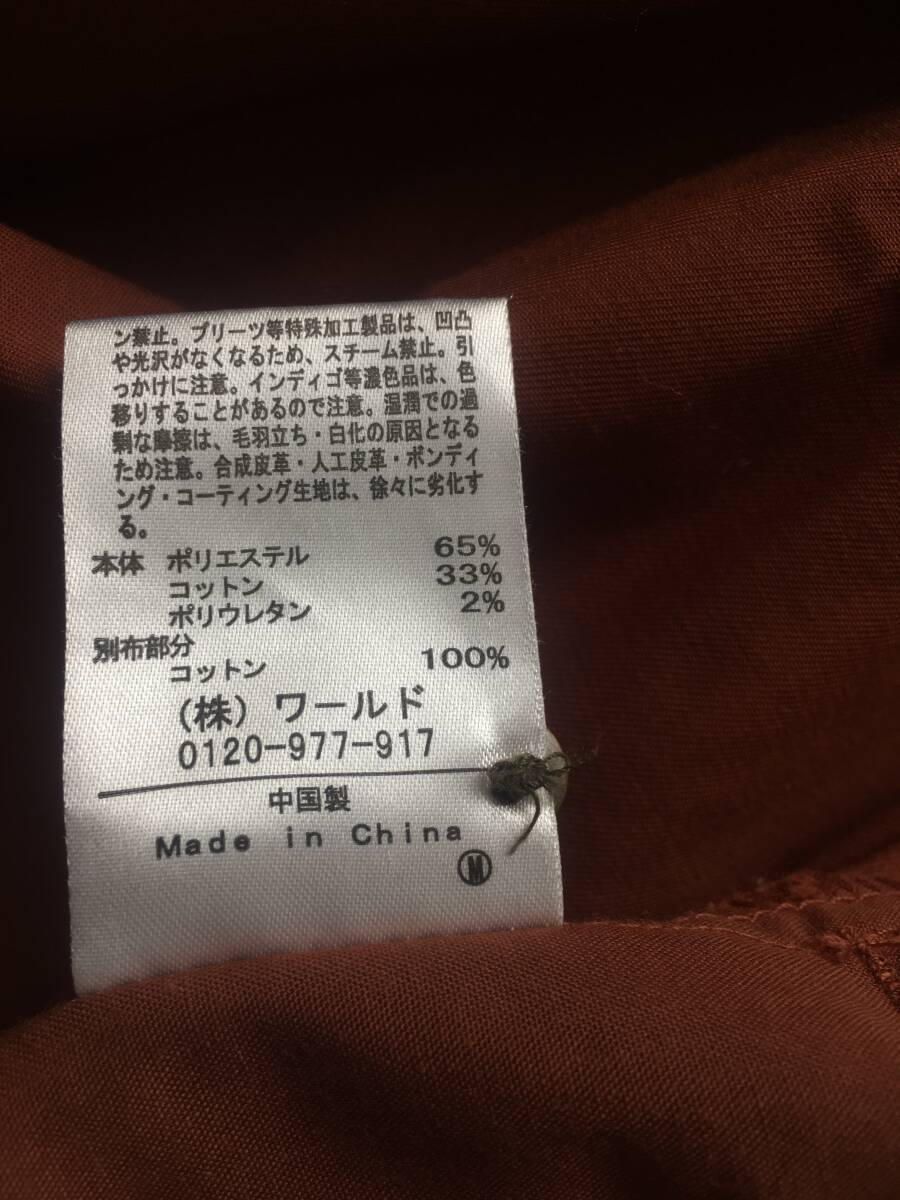 ン禁止。プリーツ等特殊加工製品は、凹凸
や光沢がなくなるため、スチーム禁止。引
っかけに注意。インディゴ等濃色品は、色
移りすることがあるので注意。湿潤での過
剰な摩擦は、毛羽立ち・白化の原因となる
ため注意。合成皮革・人工皮革・ボンディ
ング・コーティング生地は、徐々に劣化す
る。
本体 ポリエステル 65%
コットン 33%
ポリウレタン 2%
別布部分
コットン 100%
(株) ワールド
0120-977-917
中国製
Made in China
Ⓜ